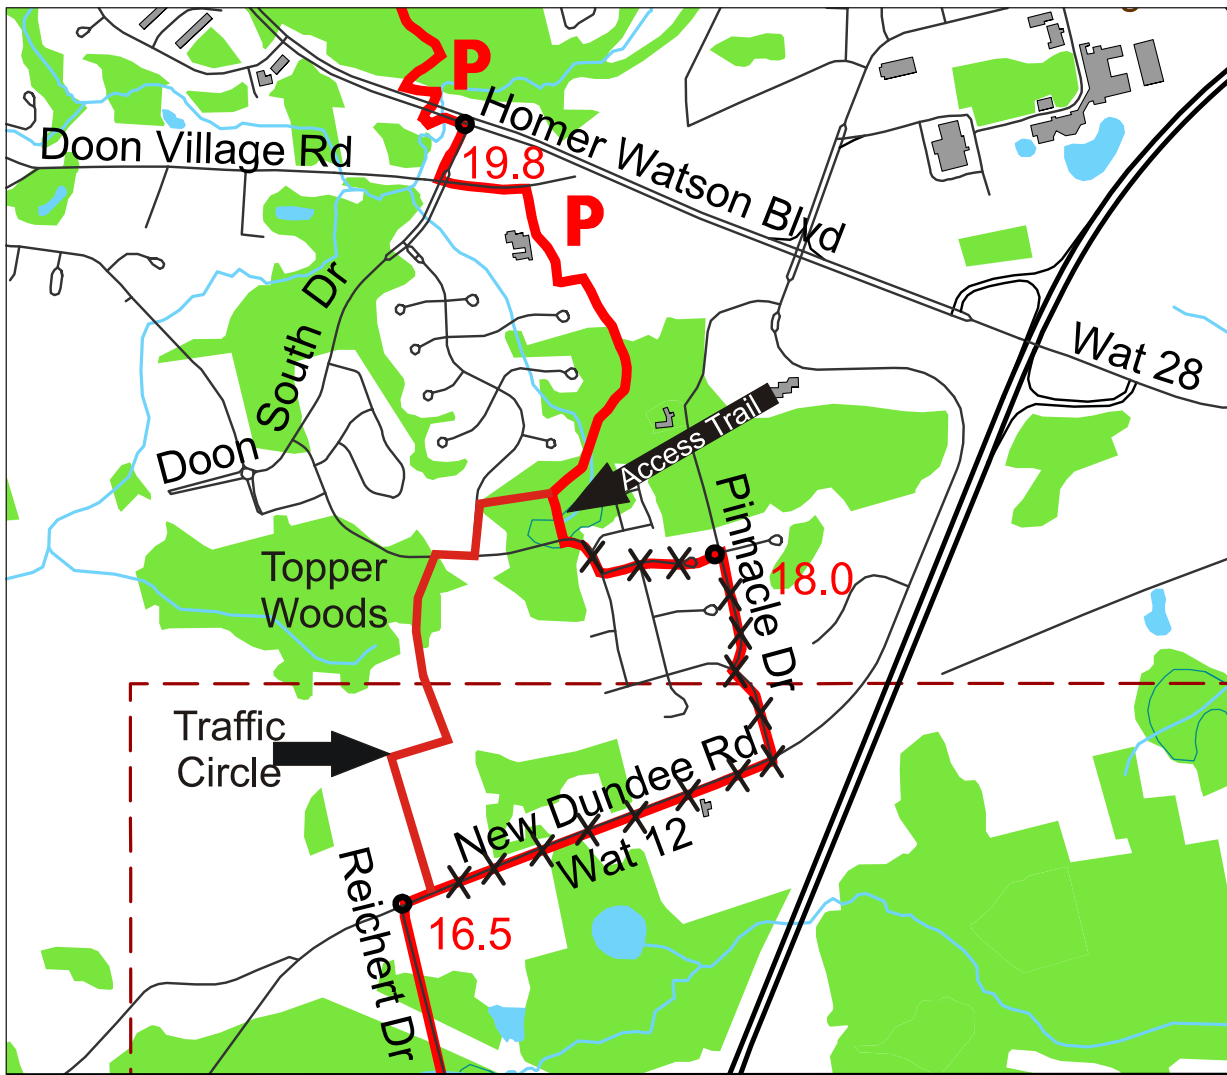 P
Homer Watson Blvd
Doon Village Rd
19.8
P
South Dr
Wat 28
Access Trail
Doon
Pinnacle Dr
Topper
Woods
18.0
Traffic
Circle
New Dundee Rd
Wat 12
Reichert Dr
16.5